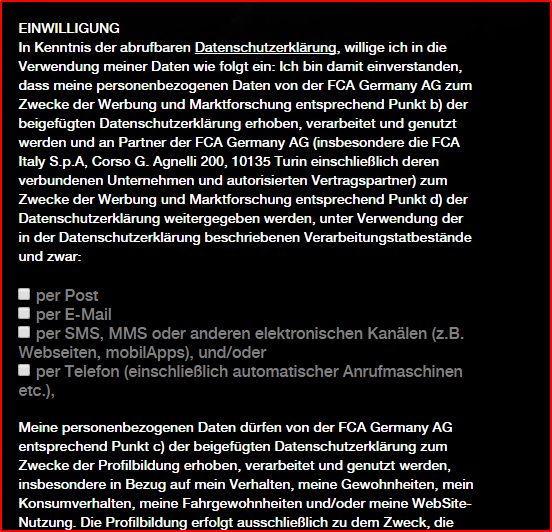 EINWILLIGUNG
In Kenntnis der abrufbaren Datenschutzerklärung, willige ich in die
Verwendung meiner Daten wie folgt ein: Ich bin damit einverstanden,
dass meine personenbezogenen Daten von der FCA Germany AG zum
Zwecke der Werbung und Marktforschung entsprechend Punkt b) der
beigefügten Datenschutzerklärung erhoben, verarbeitet und genutzt
werden und an Partner der FCA Germany AG (insbesondere die FCA
Italy S.p.A, Corso G. Agnelli 200, 10135 Turin einschließlich deren
verbundenen Unternehmen und autorisierten Vertragspartner) zum
Zwecke der Werbung und Marktforschung entsprechend Punkt d) der
Datenschutzerklärung weitergegeben werden, unter Verwendung der
in der Datenschutzerklärung beschriebenen Verarbeitungstatbestände
und zwar:
per Post
per E-Mail
per SMS, MMS oder anderen elektronischen Kanälen (z.B.
Webseiten, mobilApps), und/oder
per Telefon (einschließlich automatischer Anrufmaschinen
etc.),
Meine personenbezogenen Daten dürfen von der FCA Germany AG
entsprechend Punkt c) der beigefügten Datenschutzerklärung zum
Zwecke der Profilbildung erhoben, verarbeitet und genutzt werden,
insbesondere in Bezug auf mein Verhalten, meine Gewohnheiten, mein
Konsumverhalten, meine Fahrgewohnheiten und/oder meine WebSite-
Nutzung. Die Profilbildung erfolgt ausschließlich zu dem Zweck, die